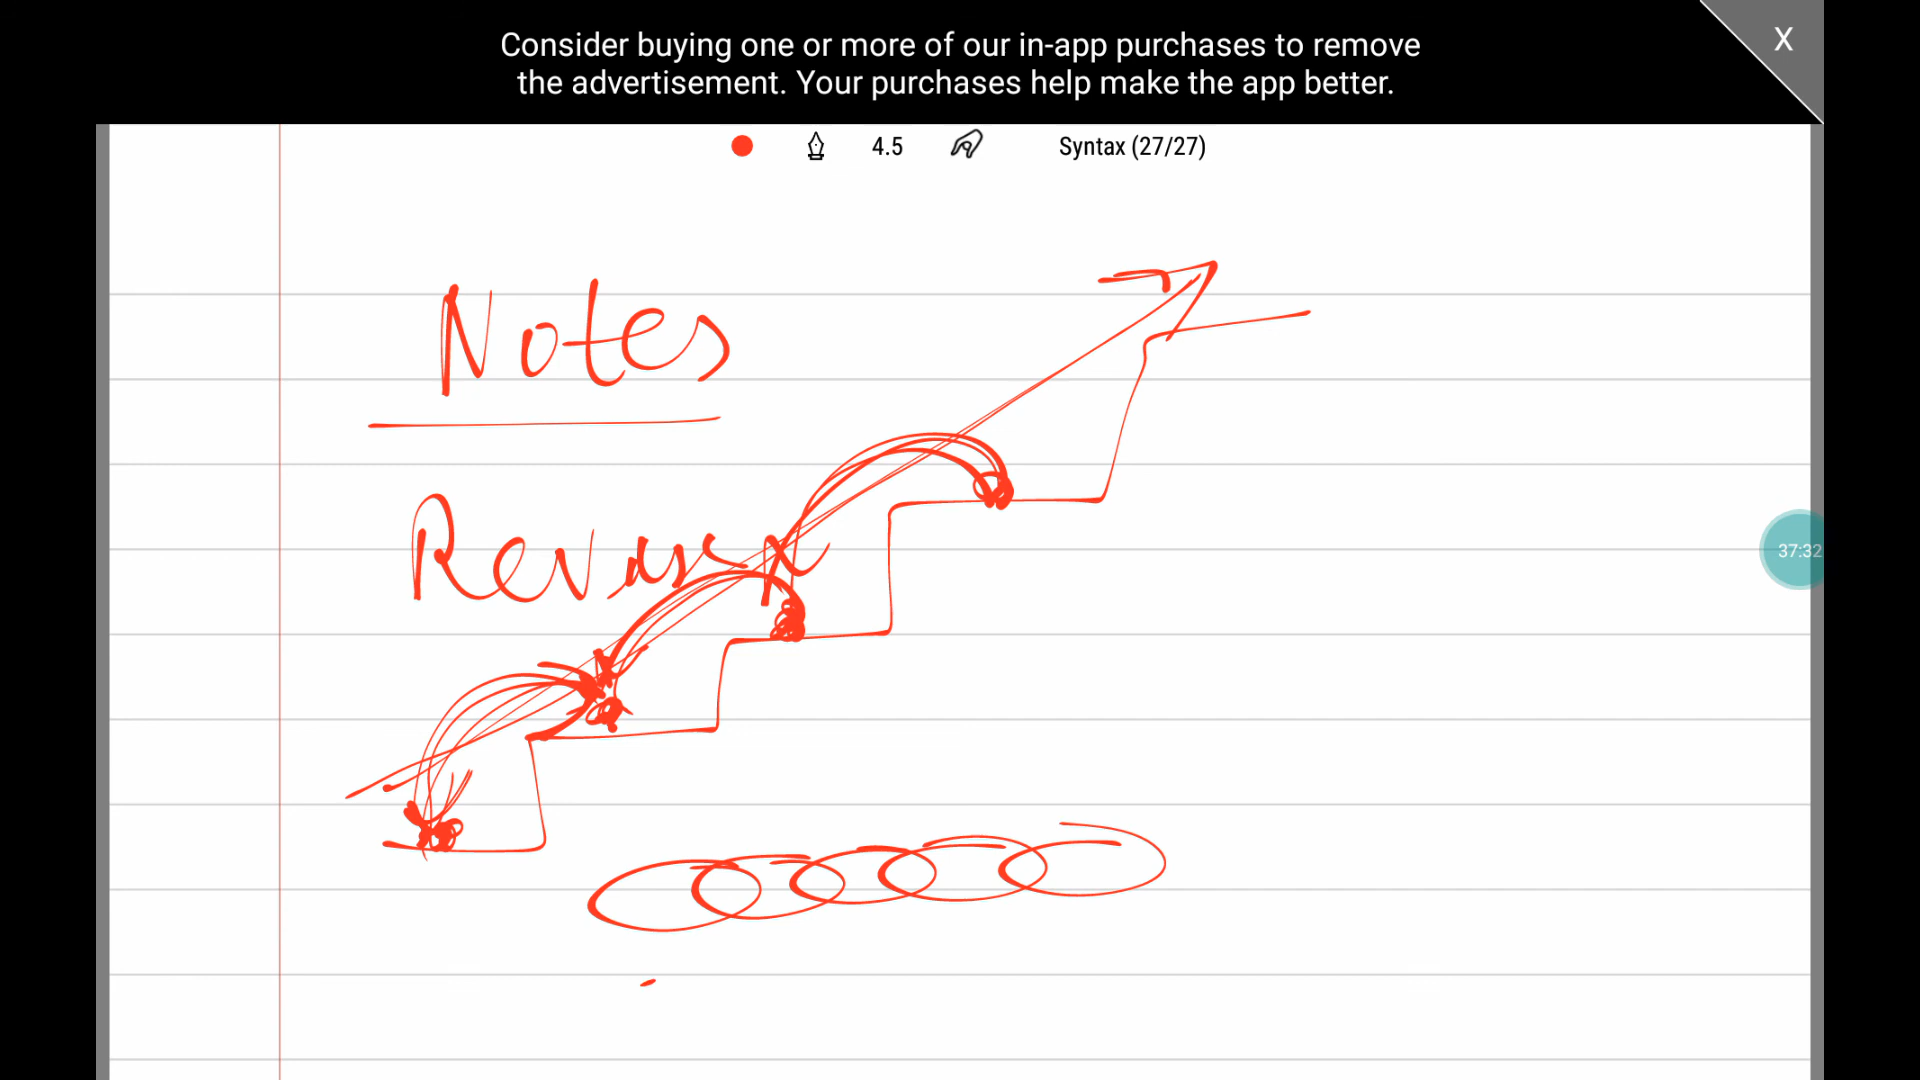 Consider buying one or more of our in-app purchases to remove
the advertisement. Your purchases help make the app better.
X
4.5 Syntax (27/27)
Notes
37:32